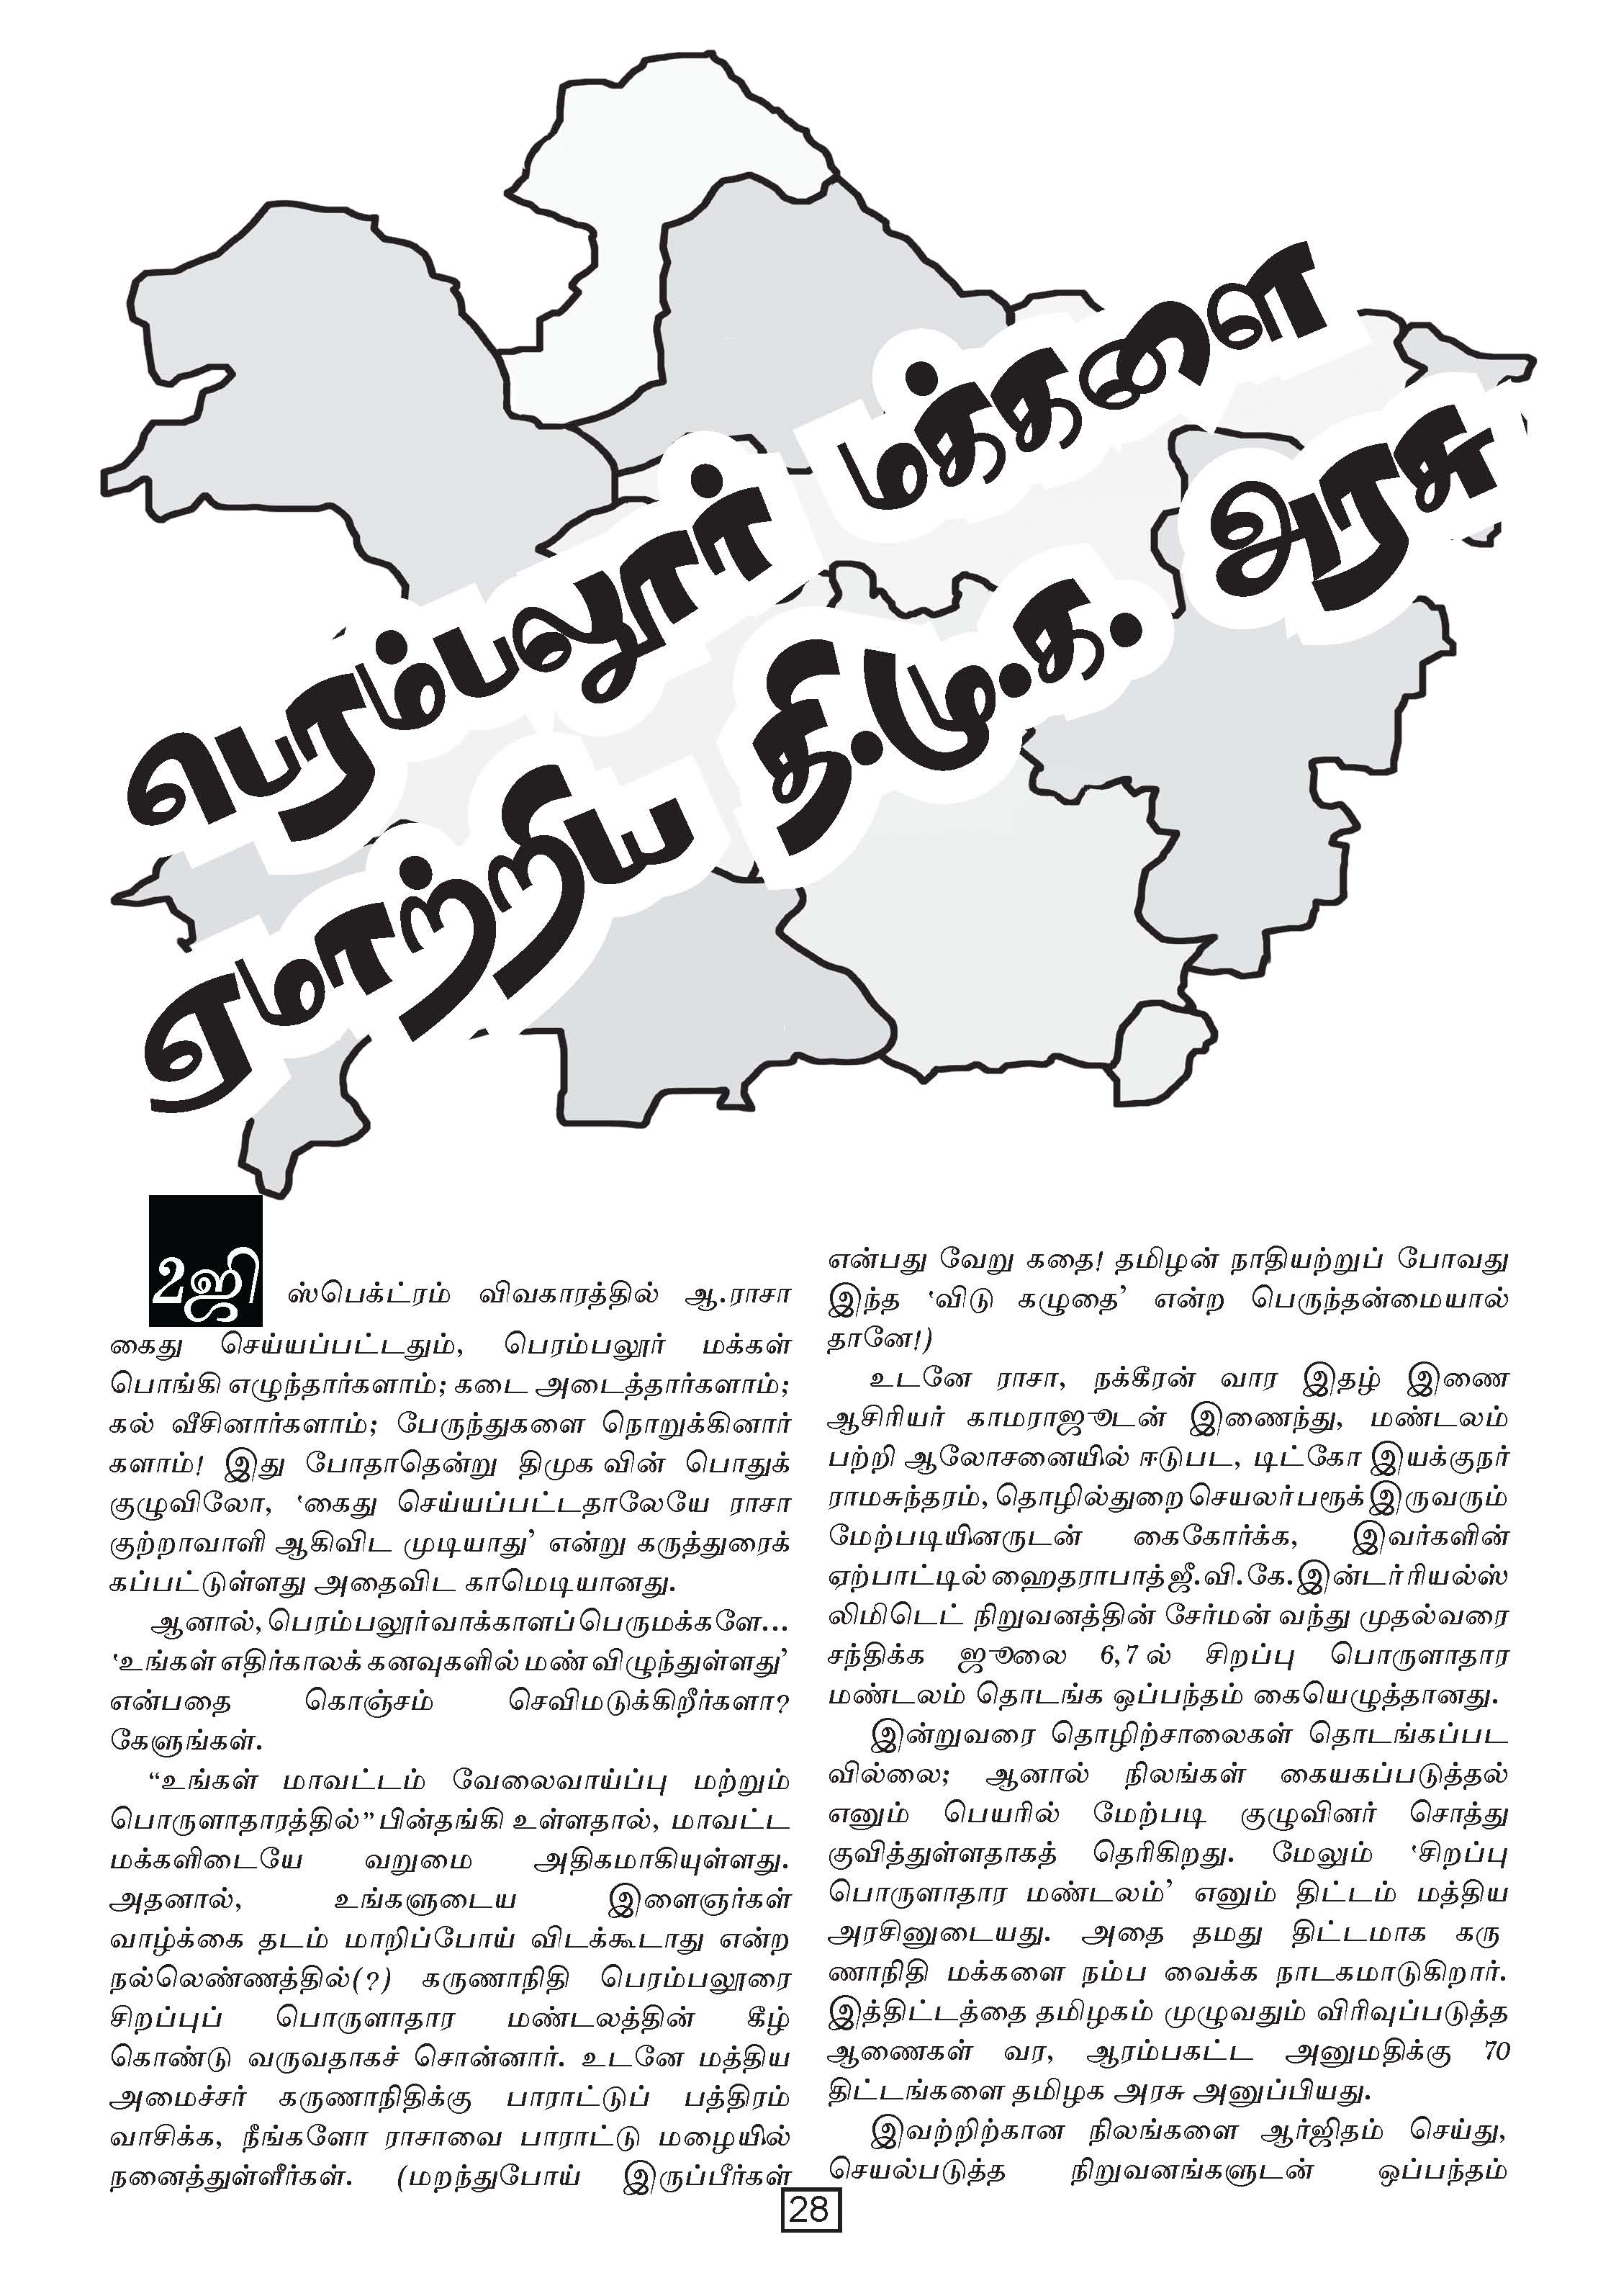 பெரம்பலூர் மக்களை
ஏமாற்றிய தி.மு.க. அரசு
2ஜி ஸ்பெக்ட்ரம் விவகாரத்தில் ஆ.ராசா
கைது செய்யப்பட்டதும், பெரம்பலூர் மக்கள்
பொங்கி எழுந்தார்களாம்; கடை அடைத்தார்களாம்;
கல் வீசினார்களாம்; பேருந்துகளை நொறுக்கினார்
களாம்! இது போதாதென்று திமுக வின் பொதுக்
குழுவிலோ, 'கைது செய்யப்பட்டதாலேயே ராசா
குற்றாவாளி ஆகிவிட முடியாது' என்று கருத்துரைக்
கப்பட்டுள்ளது அதைவிட காமெடியானது.
ஆனால், பெரம்பலூர்வாக்காளப் பெருமக்களே...
'உங்கள் எதிர்காலக் கனவுகளில் மண் விழுந்துள்ளது'
என்பதை கொஞ்சம் செவிமடுக்கிறீர்களா?
கேளுங்கள்.
"உங்கள் மாவட்டம் வேலைவாய்ப்பு மற்றும்
பொருளாதாரத்தில்" பின்தங்கி உள்ளதால், மாவட்ட
மக்களிடையே வறுமை அதிகமாகியுள்ளது.
அதனால், உங்களுடைய இளைஞர்கள்
வாழ்க்கை தடம் மாறிப்போய் விடக்கூடாது என்ற
நல்லெண்ணத்தில்(?) கருணாநிதி பெரம்பலூரை
சிறப்புப் பொருளாதார மண்டலத்தின் கீழ்
கொண்டு வருவதாகச் சொன்னார். உடனே மத்திய
அமைச்சர் கருணாநிதிக்கு பாராட்டுப் பத்திரம்
வாசிக்க, நீங்களோ ராசாவை பாராட்டு மழையில்
நனைத்துள்ளீர்கள். (மறந்துபோய் இருப்பீர்கள்
என்பது வேறு கதை! தமிழன் நாதியற்றுப் போவது
இந்த 'விடு கழுதை' என்ற பெருந்தன்மையால்
தானே!)
உடனே ராசா, நக்கீரன் வார இதழ் இணை
ஆசிரியர் காமராஜூடன் இணைந்து, மண்டலம்
பற்றி ஆலோசனையில் ஈடுபட, டிட்கோ இயக்குநர்
ராமசுந்தரம், தொழில்துறை செயலர் பரூக் இருவரும்
மேற்படியினருடன் கைகோர்க்க, இவர்களின்
ஏற்பாட்டில் ஹைதராபாத் ஜீ.வி.கே.இன்டர்ரியல்ஸ்
லிமிடெட் நிறுவனத்தின் சேர்மன் வந்து முதல்வரை
சந்திக்க ஜூலை 6,7ல் சிறப்பு பொருளாதார
மண்டலம் தொடங்க ஒப்பந்தம் கையெழுத்தானது.
இன்றுவரை தொழிற்சாலைகள் தொடங்கப்பட
வில்லை; ஆனால் நிலங்கள் கையகப்படுத்தல்
எனும் பெயரில் மேற்படி குழுவினர் சொத்து
குவித்துள்ளதாகத் தெரிகிறது. மேலும் 'சிறப்பு
பொருளாதார மண்டலம்' எனும் திட்டம் மத்திய
அரசினுடையது. அதை தமது திட்டமாக கரு
ணாநிதி மக்களை நம்ப வைக்க நாடகமாடுகிறார்.
இத்திட்டத்தை தமிழகம் முழுவதும் விரிவுப்படுத்த
ஆணைகள் வர, ஆரம்பகட்ட அனுமதிக்கு 70
திட்டங்களை தமிழக அரசு அனுப்பியது.
இவற்றிற்கான நிலங்களை ஆர்ஜிதம் செய்து,
செயல்படுத்த நிறுவனங்களுடன் ஒப்பந்தம்
28